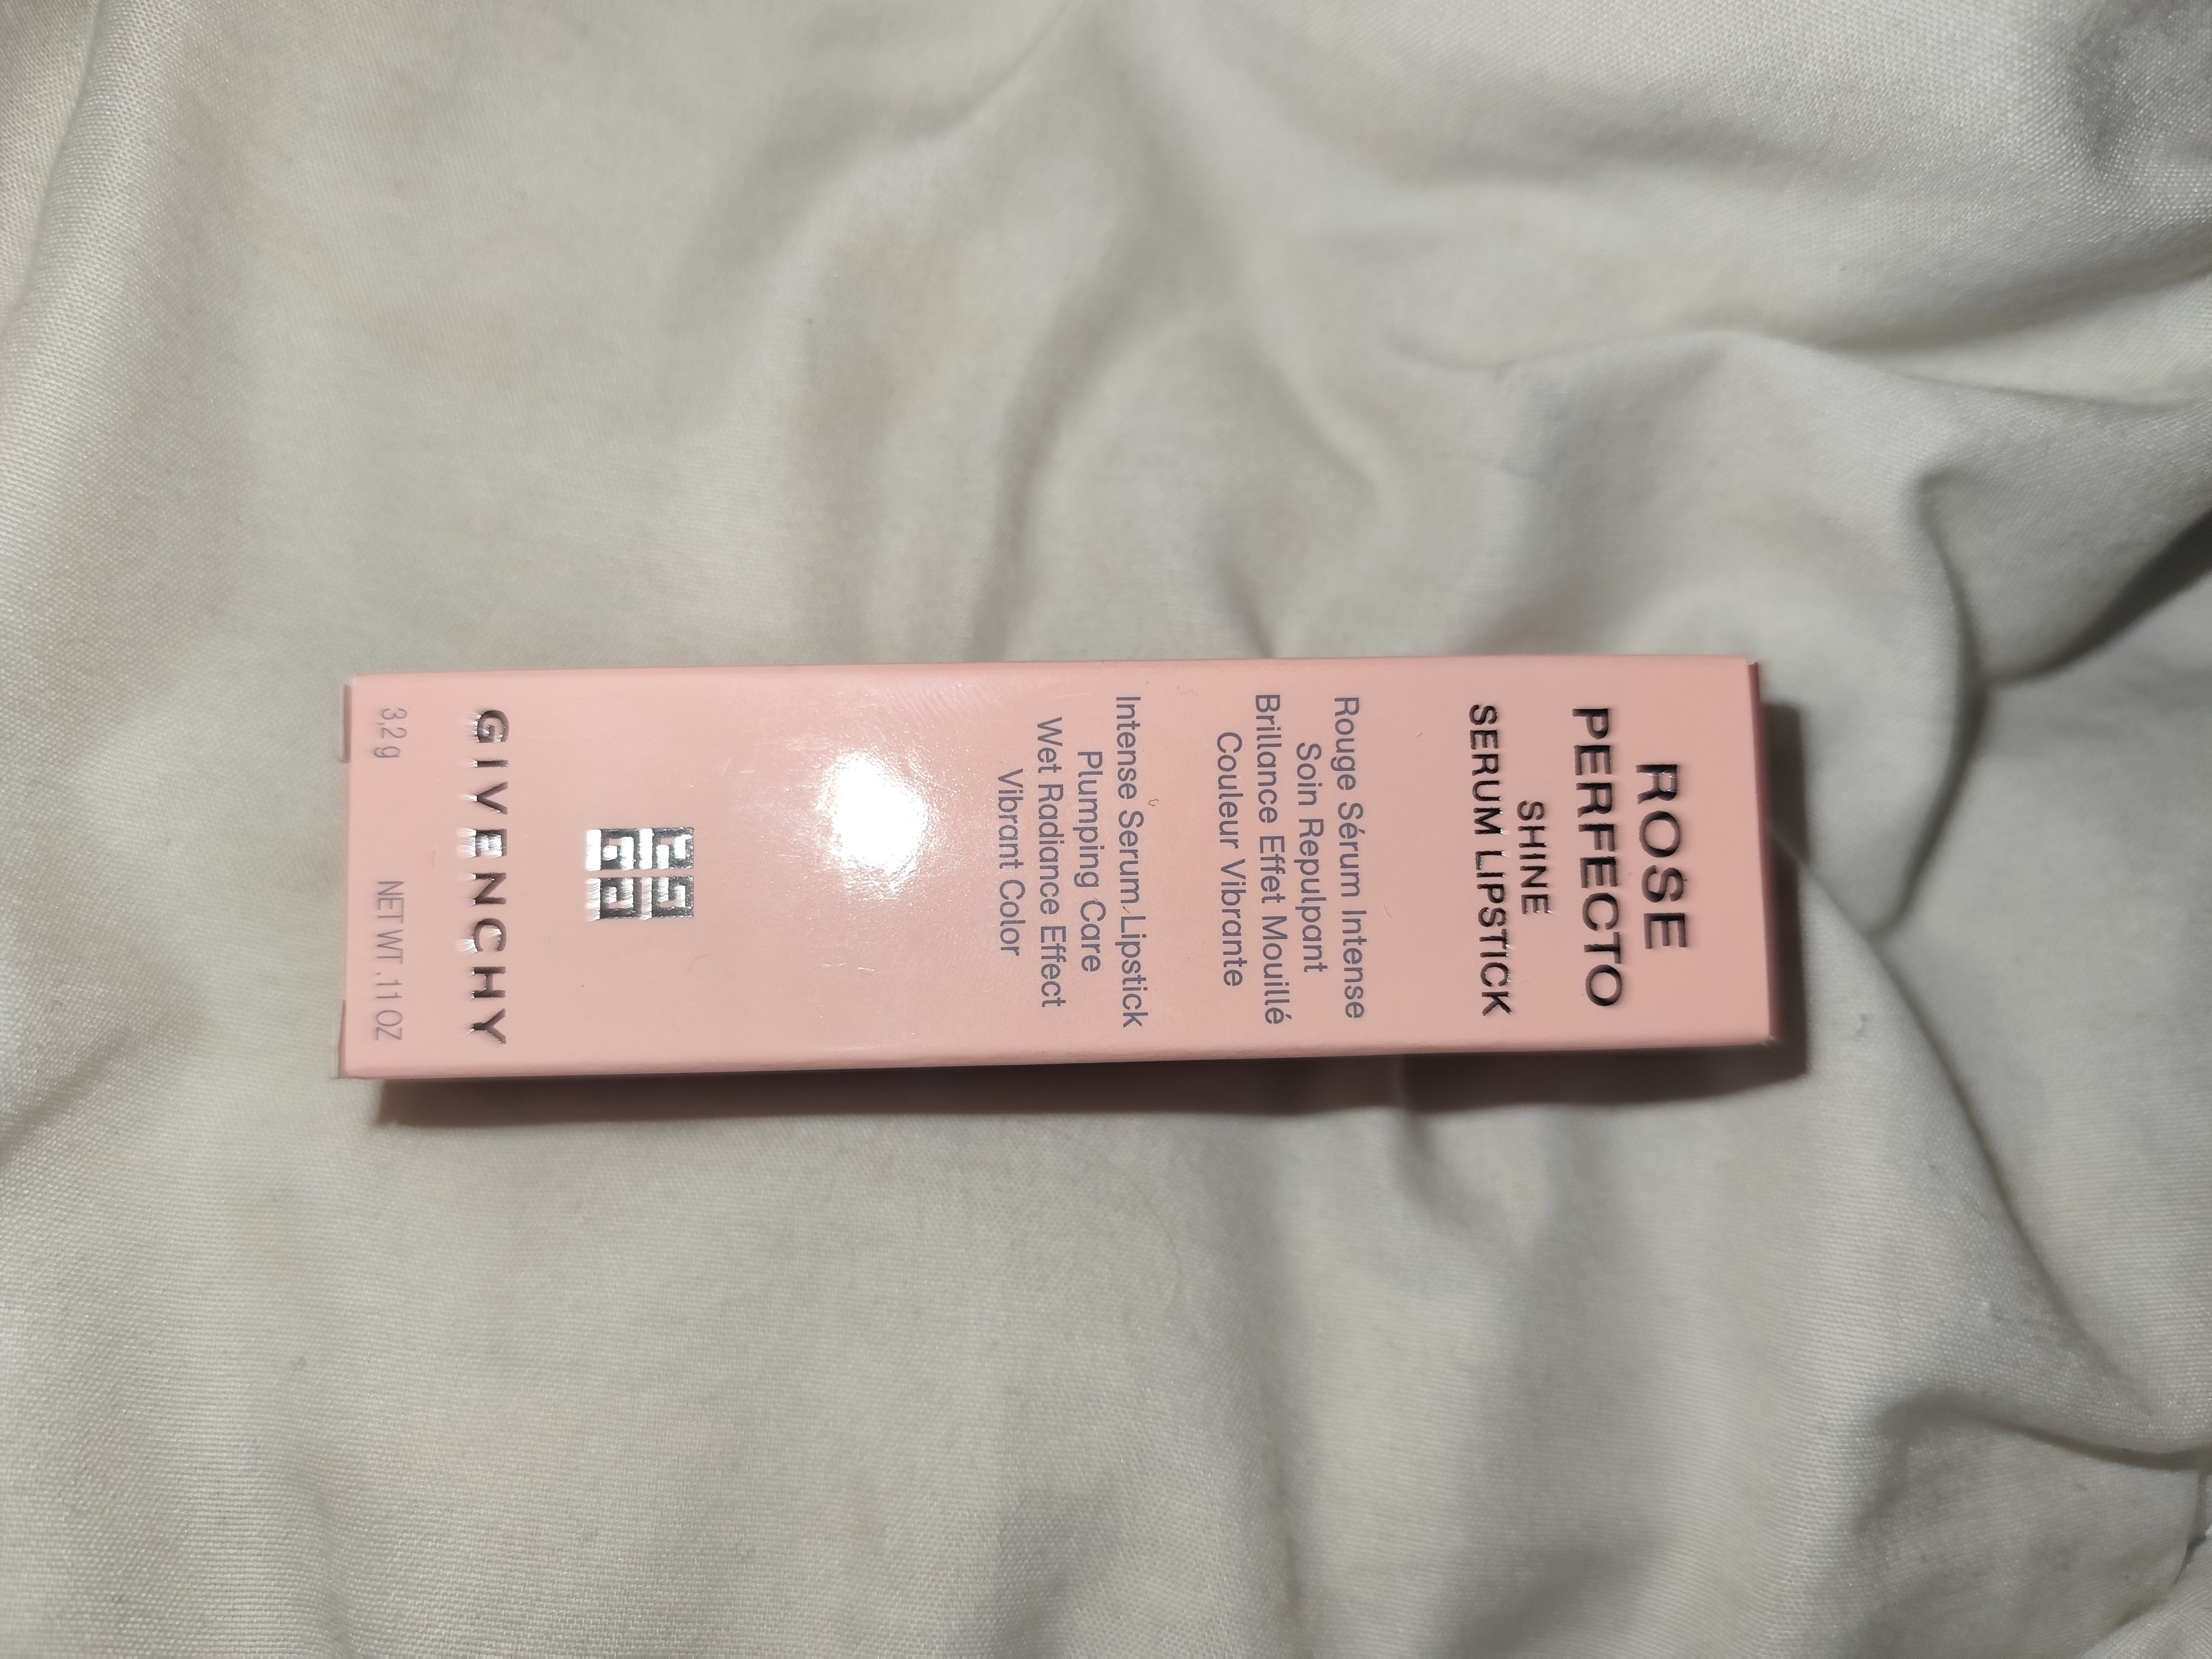 ROSE
PERFECTO
SHINE
SERUM LIPSTICK
Rouge Sérum Intense
Soin Repulpant
Brillance Effet Mouillé
Couleur Vibrante
Intense Serum Lipstick
Plumping Care
Wet Radiance Effect
Vibrant Color
GIVENCHY
3,2 g NET WT .11 OZ